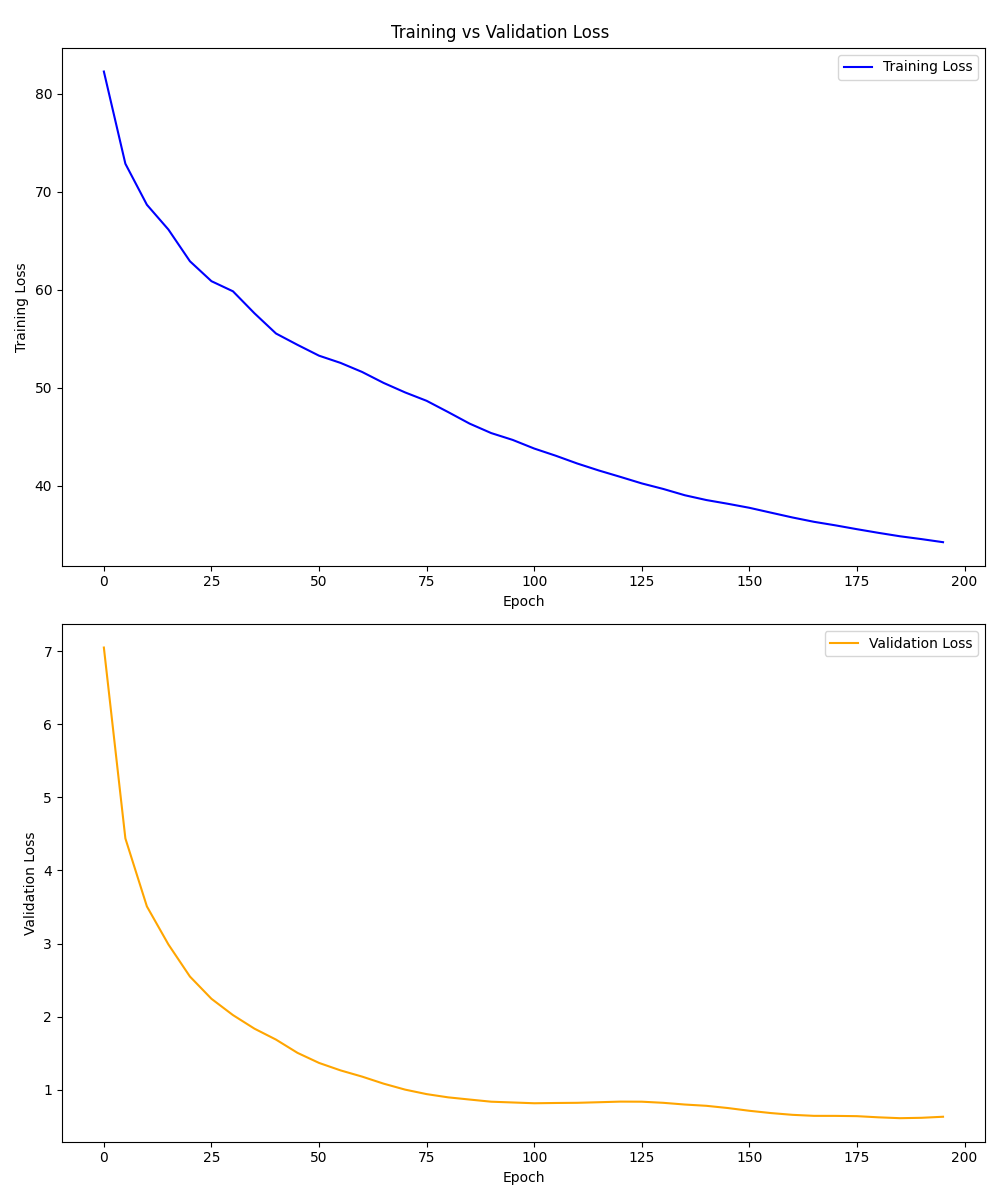 Training vs Validation Loss
Training Loss
80
70
60
50
40
Training Loss
0 25 50 75 100 125 150 175 200
Epoch
Validation Loss
7
6
5
4
3
2
1
Validation Loss
0 25 50 75 100 125 150 175 200
Epoch